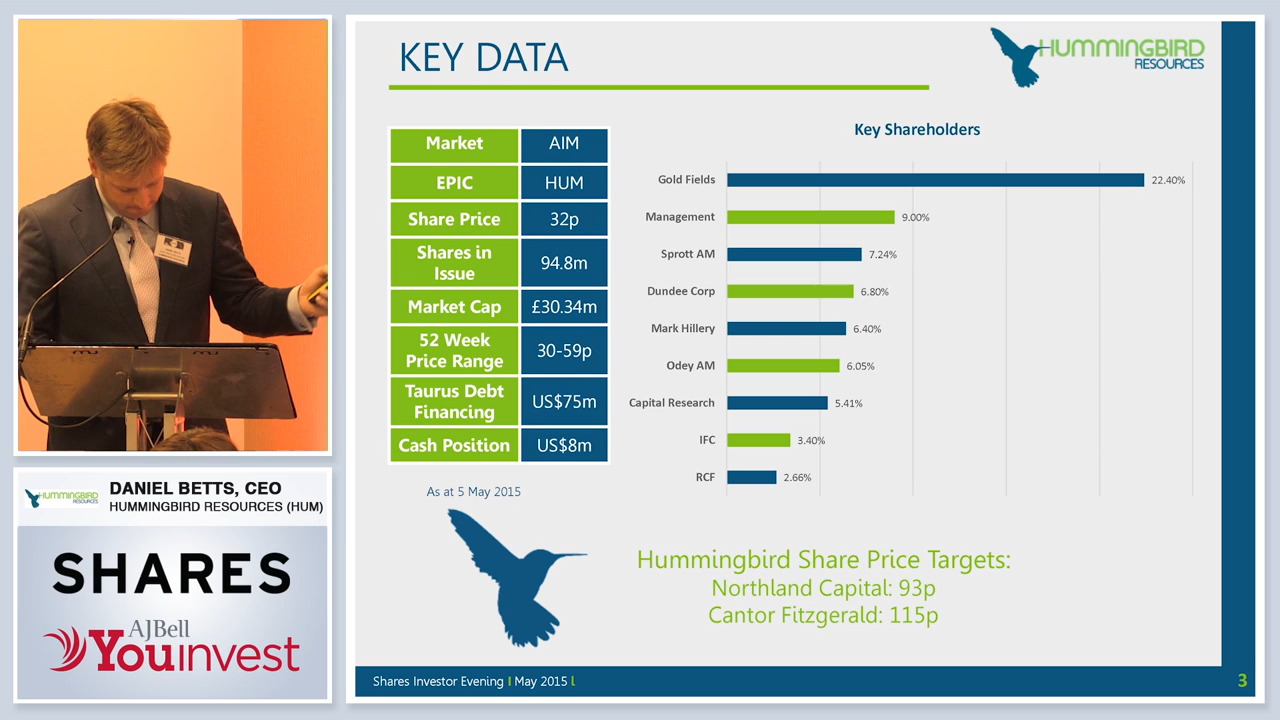 KEY DATA
HUMMINGBIRD
RESOURCES
Market AIM
EPIC HUM
Share Price 32p
Shares in
Issue
94.8m
Market Cap £30.34m
52 Week
Price Range
30-59p
Taurus Debt
Financing
US$75m
Cash Position US$8m
As at 5 May 2015
Key Shareholders
Gold Fields 22.40%
Management 9.00%
Sprott AM 7.24%
Dundee Corp 6.80%
Mark Hillery 6.40%
Odey AM 6.05%
Capital Research 5.41%
IFC 3.40%
RCF 2.66%
Hummingbird Share Price Targets:
Northland Capital: 93p
Cantor Fitzgerald: 115p
Shares Investor Evening I May 2015 l
3
HUMMINGBIRD
RESOURCES
DANIEL BETTS, CEO
HUMMINGBIRD RESOURCES (HUM)
SHARES
AJBell
Youinvest